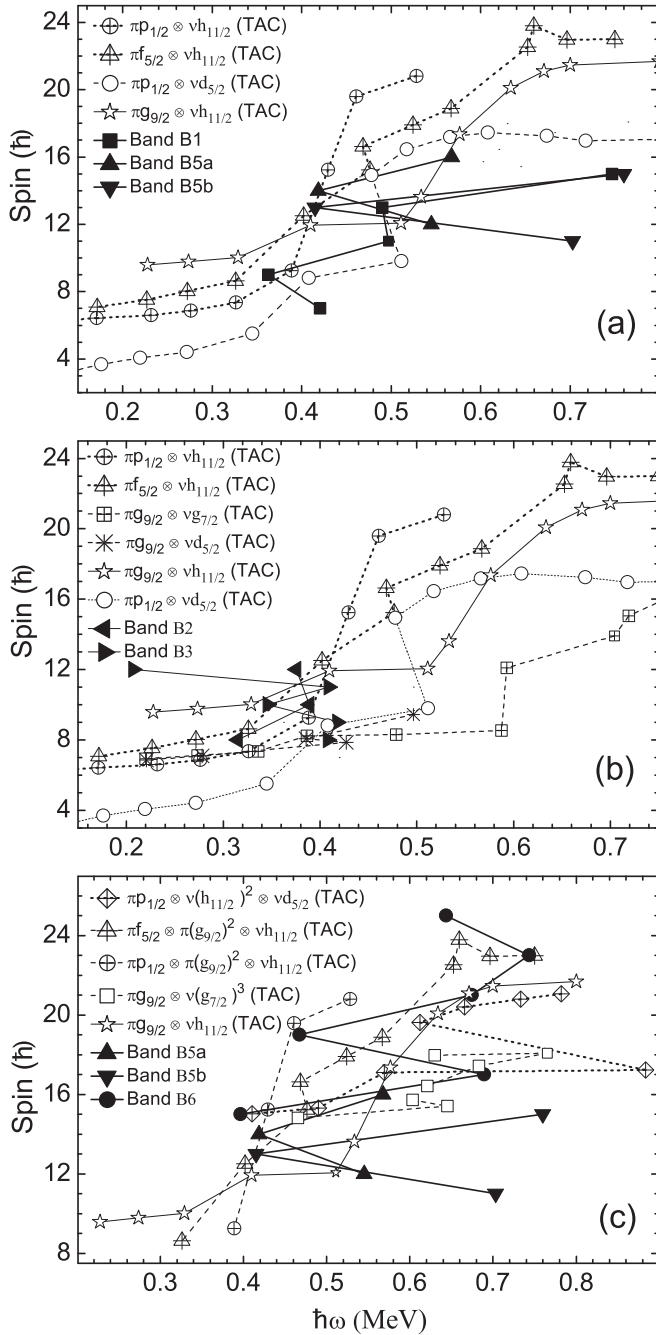 24
20
16
12
8
4
Spin (ħ)
πp1/2 ⊗ νh11/2 (TAC)
πf5/2 ⊗ νh11/2 (TAC)
πp1/2 ⊗ νd5/2 (TAC)
πg9/2 ⊗ νh11/2 (TAC)
Band B1
Band B5a
Band B5b
(a)
0.2 0.3 0.4 0.5 0.6 0.7
24
20
16
12
8
4
Spin (ħ)
πp1/2 ⊗ νh11/2 (TAC)
πf5/2 ⊗ νh11/2 (TAC)
πg9/2 ⊗ νg7/2 (TAC)
πg9/2 ⊗ νd5/2 (TAC)
πg9/2 ⊗ νh11/2 (TAC)
πp1/2 ⊗ νd5/2 (TAC)
Band B2
Band B3
(b)
0.2 0.3 0.4 0.5 0.6 0.7
24
20
16
12
8
Spin (ħ)
πp1/2 ⊗ ν(h11/2 )2 ⊗ νd5/2 (TAC)
πf5/2 ⊗ π(g9/2)2 ⊗ νh11/2 (TAC)
πp1/2 ⊗ π(g9/2)2 ⊗ νh11/2 (TAC)
πg9/2 ⊗ ν(g7/2 )3 (TAC)
πg9/2 ⊗ νh11/2 (TAC)
Band B5a
Band B5b
Band B6
(c)
0.3 0.4 0.5 0.6 0.7 0.8
ħω (MeV)